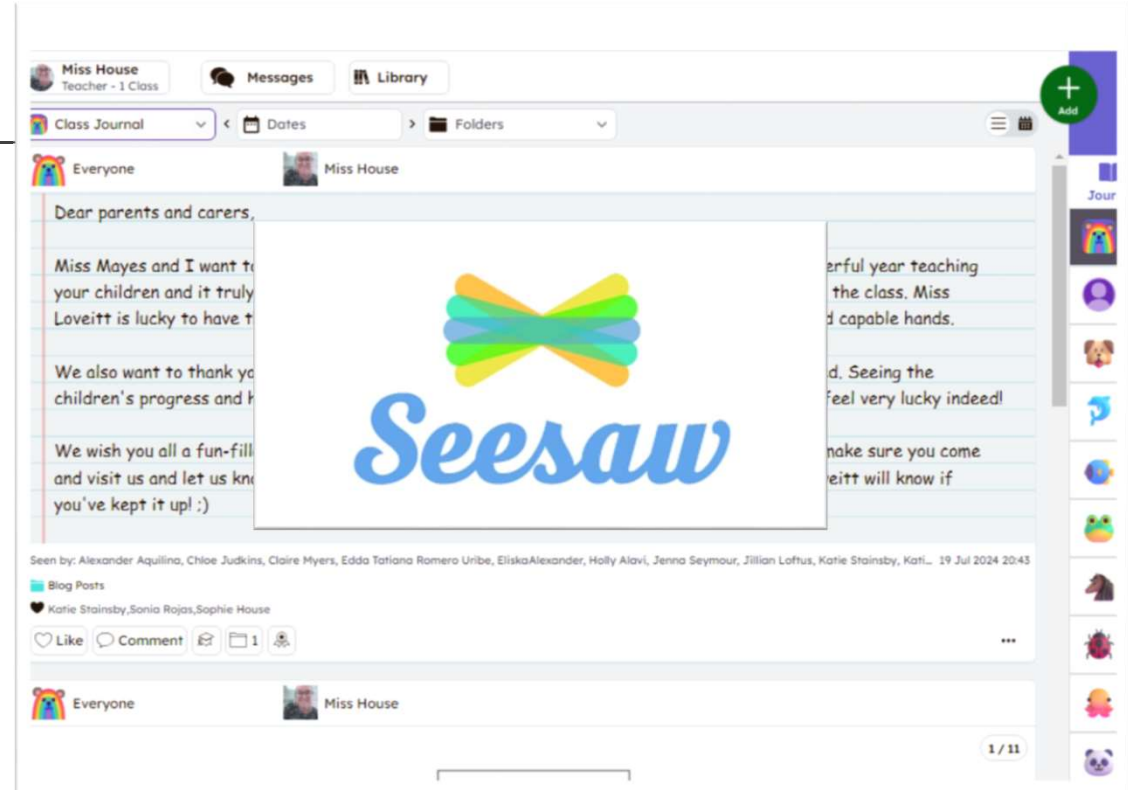 Miss House
Teacher - 1 Class
Messages
Library
Add
Class Journal
Dates
Folders
Jour
Everyone
Miss House
Dear parents and carers,
Miss Mayes and I want to erful year teaching
your children and it truly the class. Miss
Loveitt is lucky to have t d capable hands.
We also want to thank yo d. Seeing the
children's progress and h feel very lucky indeed!
We wish you all a fun-fill make sure you come
and visit us and let us kno eitt will know if
you've kept it up! ;)
Seesaw
Seen by: Alexander Aquilina, Chloe Judkins, Claire Myers, Edda Tatiana Romero Uribe, EliskaAlexander, Holly Alavi, Jenna Seymour, Jillian Loftus, Katie Stainsby, Kati... 19 Jul 2024 20:43
Blog Posts
Katie Stainsby,Sonia Rojas,Sophie House
Like
Comment
1
Everyone
Miss House
1 / 11